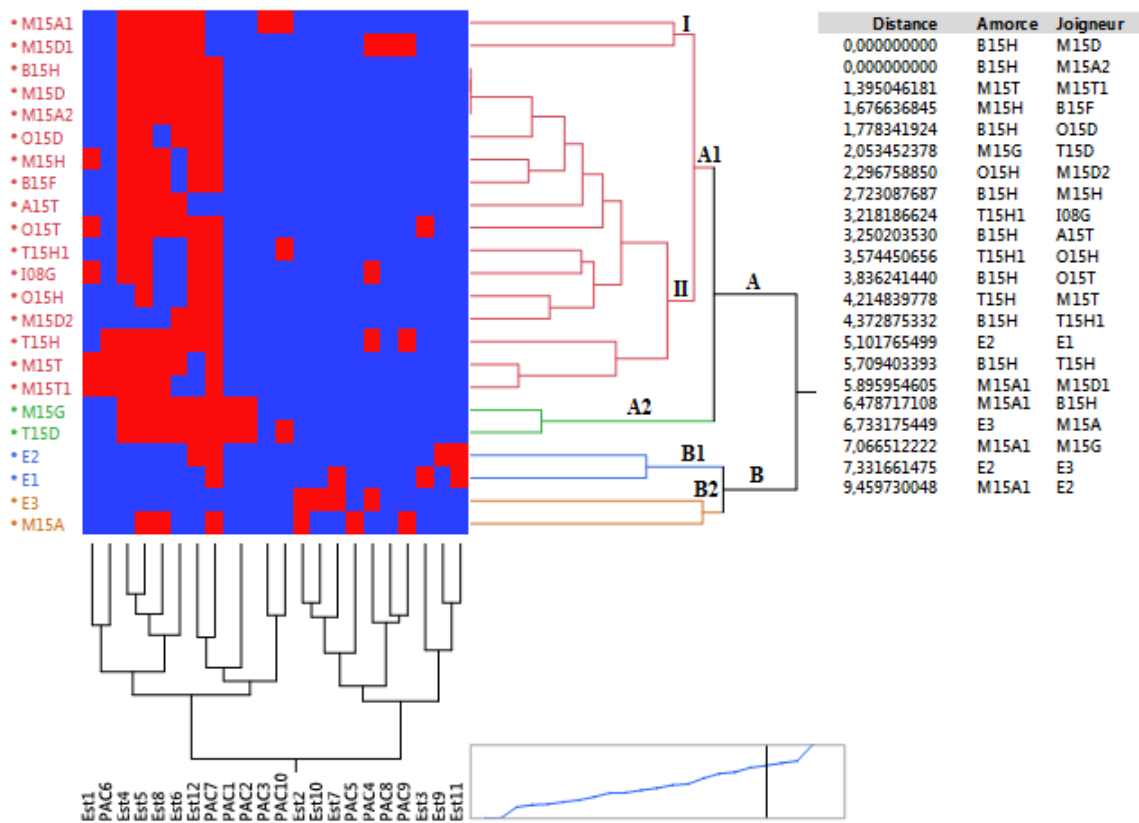 * M15A1
* M15D1
* B15H
* M15D
* M15A2
* O15D
* M15H
* B15F
* A15T
* O15T
* T15H1
* I08G
* O15H
* M15D2
* T15H
* M15T
* M15T1
* M15G
* T15D
* E2
* E1
* E3
* M15A
I
A1
II
A
A2
B1
B
B2
Distance Amorce Joigneur
0,000000000 B15H M15D
0,000000000 B15H M15A2
1,395046181 M15T M15T1
1,676636845 M15H B15F
1,778341924 B15H O15D
2,053452378 M15G T15D
2,296758850 O15H M15D2
2,723087687 B15H M15H
3,218186624 T15H1 I08G
3,250203530 B15H A15T
3,574450656 T15H1 O15H
3,836241440 B15H O15T
4,214839778 T15H M15T
4,372875332 B15H T15H1
5,101765499 E2 E1
5,709403393 B15H T15H
5.895954605 M15A1 M15D1
6,478717108 M15A1 B15H
6,733175449 E3 M15A
7,066512222 M15A1 M15G
7,331661475 E2 E3
9,459730048 M15A1 E2
Est1
PAC6
Est4
Est5
Est8
Est6
Est12
PAC7
PAC1
PAC2
PAC3
PAC10
Est2
Est10
Est7
PAC5
PAC4
PAC8
PAC9
Est3
Est9
Est11